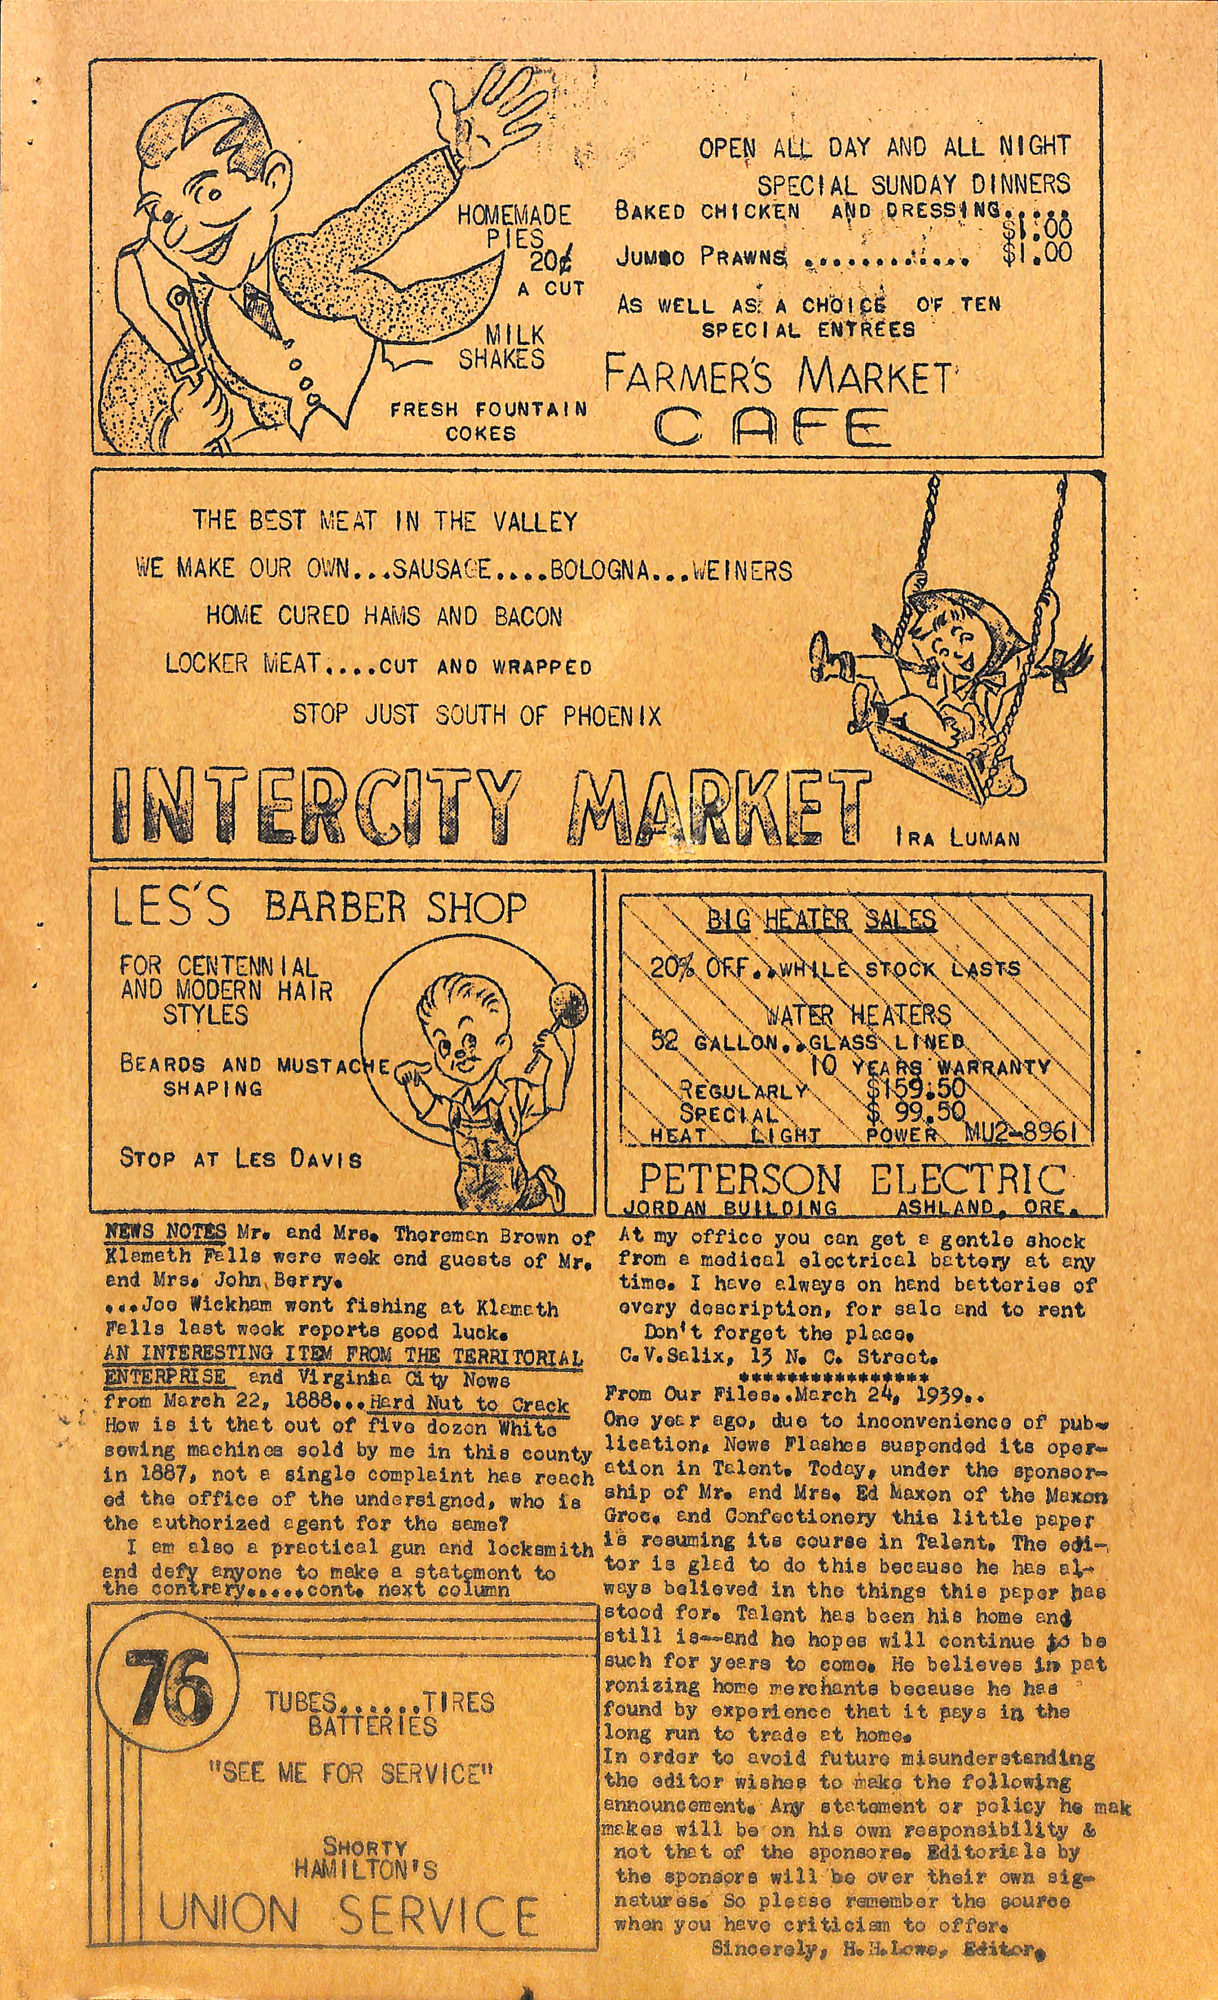 HOMEMADE
PIES
20¢
A CUT
MILK
SHAKES
FRESH FOUNTAIN
COKES
OPEN ALL DAY AND ALL NIGHT
SPECIAL SUNDAY DINNERS
BAKED CHICKEN AND DRESSING.....
$1.00
JUMBO PRAWNS ............ $1.00
AS WELL AS A CHOICE OF TEN
SPECIAL ENTREES
FARMER'S MARKET
CAFE
THE BEST MEAT IN THE VALLEY
WE MAKE OUR OWN...SAUSAGE....BOLOGNA...WEINERS
HOME CURED HAMS AND BACON
LOCKER MEAT....CUT AND WRAPPED
STOP JUST SOUTH OF PHOENIX
INTERCITY MARKET IRA LUMAN
LES'S BARBER SHOP
FOR CENTENNIAL
AND MODERN HAIR
STYLES
BEARDS AND MUSTACHE
SHAPING
STOP AT LES DAVIS
BIG HEATER SALES
20% OFF..WHILE STOCK LASTS
WATER HEATERS
52 GALLON..GLASS LINED
10 YEARS WARRANTY
REGULARLY $159.50
SPECIAL $ 99.50
HEAT LIGHT POWER MU2-8961
PETERSON ELECTRIC
JORDAN BUILDING ASHLAND, ORE.
NEWS NOTES Mr. and Mrs. Thoreman Brown of
Klamath Falls were week end guests of Mr.
and Mrs. John Berry.
...Joe Wickham went fishing at Klamath
Falls last week reports good luck.
AN INTERESTING ITEM FROM THE TERRITORIAL
ENTERPRISE and Virginia City News
from March 22, 1888...Hard Nut to Crack
How is it that out of five dozen White
sewing machines sold by me in this county
in 1887, not a single complaint has reach
ed the office of the undersigned, who is
the authorized agent for the same?
I am also a practical gun and locksmith
and defy anyone to make a statement to
the contrary.....cont. next column
76
TUBES......TIRES
BATTERIES
"SEE ME FOR SERVICE"
SHORTY
HAMILTON'S
UNION SERVICE
At my office you can get a gentle shock
from a medical electrical battery at any
time. I have always on hand batteries of
every description, for sale and to rent
Don't forget the place.
C.V.Salix, 13 N. C. Street.
****************
From Our Files..March 24, 1939..
One year ago, due to inconvenience of pub-
lication, News Flashes suspended its oper-
ation in Talent. Today, under the sponsor-
ship of Mr. and Mrs. Ed Maxon of the Maxon
Groc. and Confectionery this little paper
is resuming its course in Talent. The edi-
tor is glad to do this because he has al-
ways believed in the things this paper has
stood for. Talent has been his home and
still is--and he hopes will continue to be
such for years to come. He believes in pat
ronizing home merchants because he has
found by experience that it pays in the
long run to trade at home.
In order to avoid future misunderstanding
the editor wishes to make the following
announcement. Any statement or policy he mak
makes will be on his own responsibility &
not that of the sponsors. Editorials by
the sponsors will be over their own sig-
natures. So please remember the source
when you have criticism to offer.
Sincerely, H.H.Lowe, Editor.